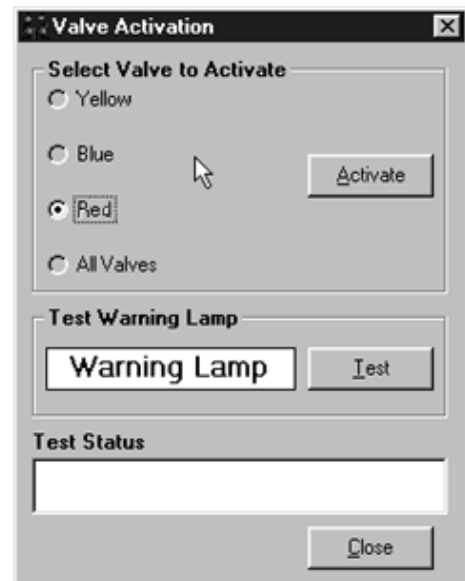 Valve Activation
Select Valve to Activate
Yellow
Blue
Activate
Red
All Valves
Test Warning Lamp
Warning Lamp
Test
Test Status
Close